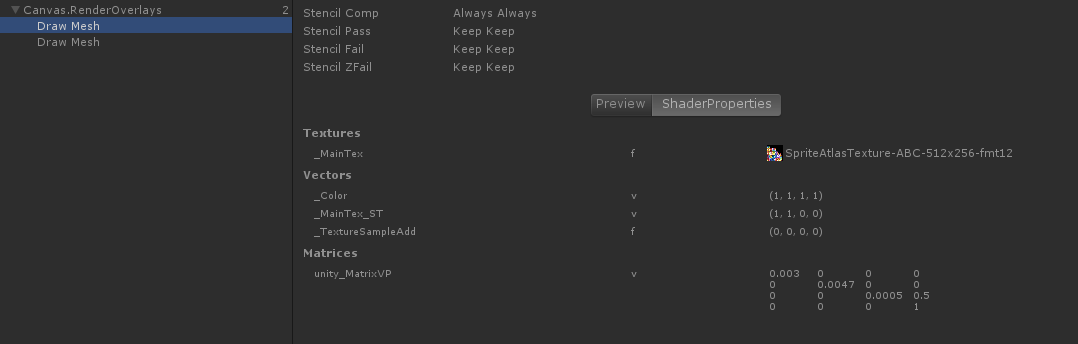 Canvas.RenderOverlays 2
Draw Mesh
Draw Mesh
Stencil Comp Always Always
Stencil Pass Keep Keep
Stencil Fail Keep Keep
Stencil ZFail Keep Keep
Preview ShaderProperties
Textures
_MainTex f SpriteAtlasTexture-ABC-512x256-fmt12
Vectors
_Color v (1, 1, 1, 1)
_MainTex_ST v (1, 1, 0, 0)
_TextureSampleAdd f (0, 0, 0, 0)
Matrices
unity_MatrixVP v 0.003 0 0 0
0 0.0047 0 0
0 0 0.0005 0.5
0 0 0 1